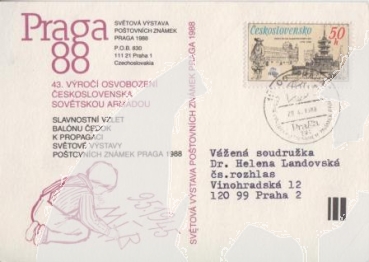 Praga
88
SVĚTOVÁ VÝSTAVA
POŠTOVNÍCH ZNÁMEK
PRAGA 1988
P.O.B. 830
111 21 Praha 1
Czechoslovakia
43. VÝROČÍ OSVOBOZENÍ
ČESKOSLOVENSKA
SOVĚTSKOU ARMÁDOU
SLAVNOSTNÍ VZLET
BALÓNU ČEDOK
K PROPAGACI
SVĚTOVÉ VÝSTAVY
POŠTOVNÍCH ZNÁMEK PRAGA 1988
SVĚTOVÁ VÝSTAVA POŠTOVNÍCH ZNÁMEK PRAGA 1988
Československo
50
h
Praga
Vážená soudružka
Dr. Helena Landovská
čs.rozhlas
Vinohradská 12
120 99 Praha 2
MÍR